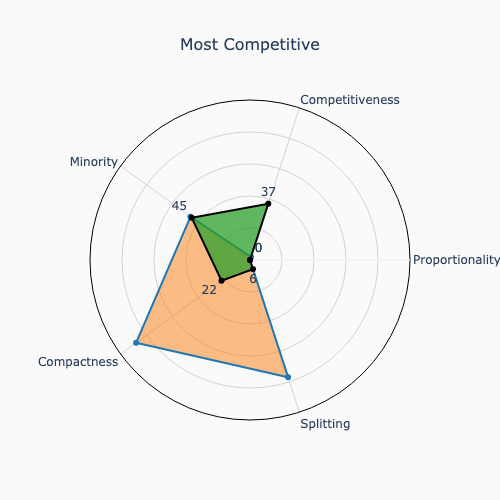 Most Competitive
Competitiveness
Minority
37
45
0
Proportionality
6
22
Compactness
Splitting